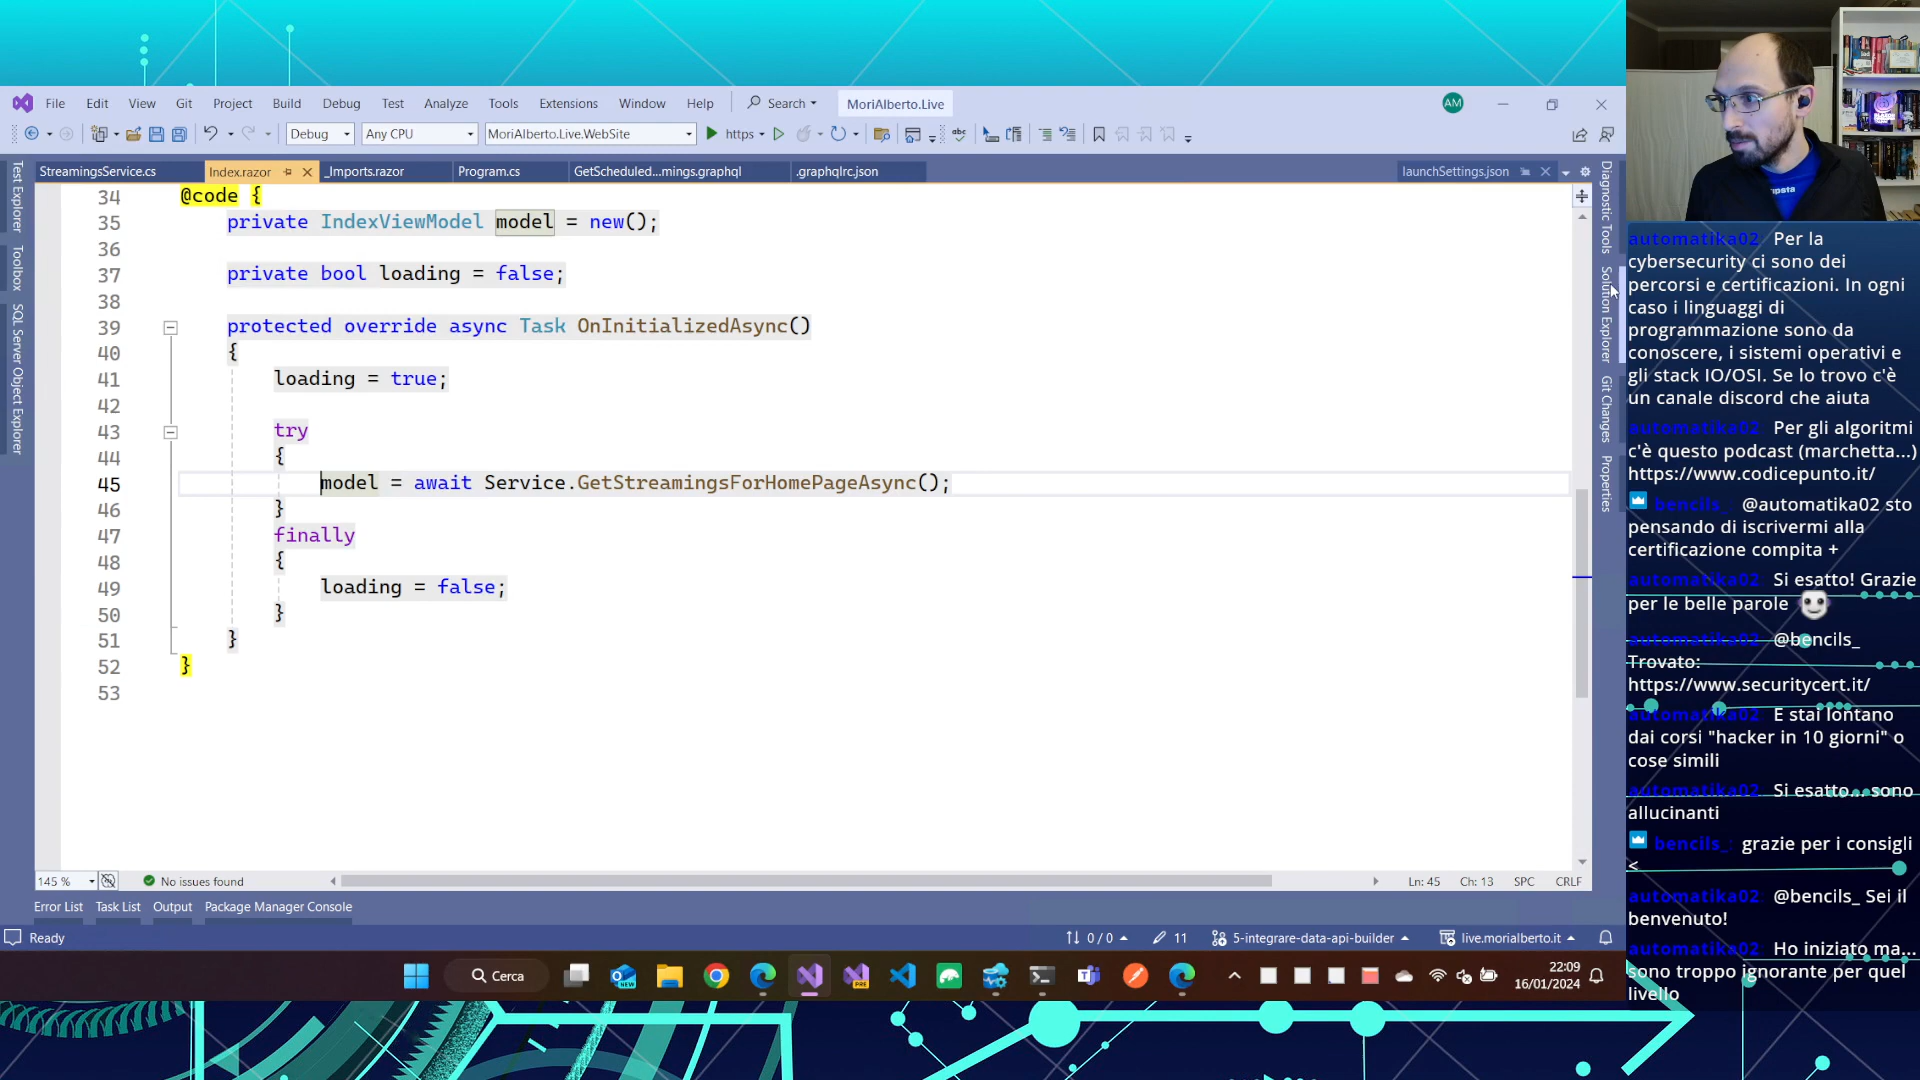 File Edit View Git Project Build Debug Test Analyze Tools Extensions Window Help Search MoriAlberto.Live AM
Debug Any CPU MoriAlberto.Live.WebSite https
StreamingsService.cs Index.razor _Imports.razor Program.cs GetScheduled...mings.graphql .graphqlrc.json launchSettings.json
Test Explorer
Toolbox
SQL Server Object Explorer
34 @code {
35 private IndexViewModel model = new();
36
37 private bool loading = false;
38
39 protected override async Task OnInitializedAsync()
40 {
41 loading = true;
42
43 try
44 {
45 model = await Service.GetStreamingsForHomePageAsync();
46 }
47 finally
48 {
49 loading = false;
50 }
51 }
52 }
53
Diagnostic Tools
Solution Explorer
Git Changes
Properties
145 % No issues found Ln: 45 Ch: 13 SPC CRLF
Error List Task List Output Package Manager Console
Ready 0 / 0 11 5-integrare-data-api-builder live.morialberto.it
Cerca
NEW
PRE
22:09
16/01/2024
automatika02 Per la
cybersecurity ci sono dei
percorsi e certificazioni. In ogni
caso i linguaggi di
programmazione sono da
conoscere, i sistemi operativi e
gli stack IO/OSI. Se lo trovo c'è
un canale discord che aiuta
automatika02 Per gli algoritmi
c'è questo podcast (marchetta...)
https://www.codicepunto.it/
bencils_ @automatika02 sto
pensando di iscrivermi alla
certificazione compita +
automatika02 Si esatto! Grazie
per le belle parole
automatika02 @bencils_
Trovato:
https://www.securitycert.it/
automatika02 E stai lontano
dai corsi "hacker in 10 giorni" o
cose simili
automatika02 Si esatto... sono
allucinanti
bencils_: grazie per i consigli
<
automatika02 @bencils_ Sei il
benvenuto!
automatika02 Ho iniziato ma...
sono troppo ignorante per quel
livello